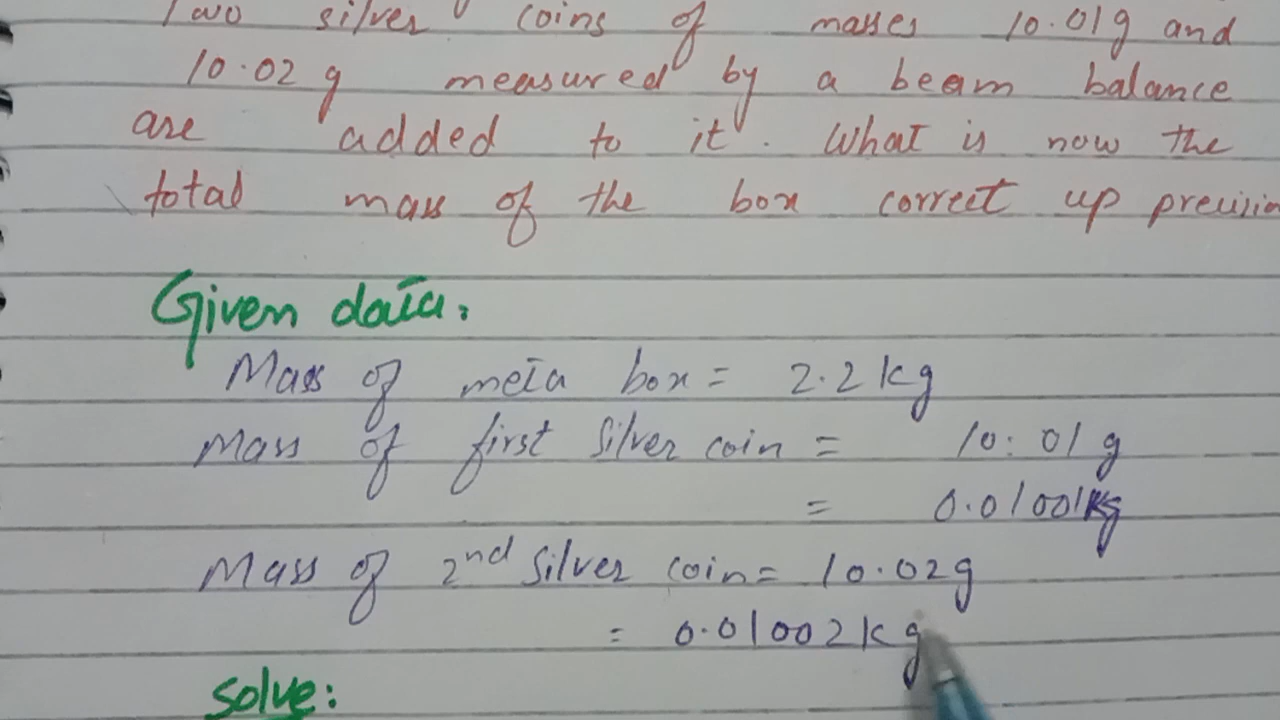 Two silver coins of masses 10.01g and
10.02 g measured by a beam balance
are added to it. What is now the
total mass of the box correct up precision
Given data:
Mass of meta box = 2.2 kg
Mass of first silver coin = 10.01 g
= 0.01001kg
Mass of 2nd silver coin = 10.02g
= 0.01002kg
Solve: